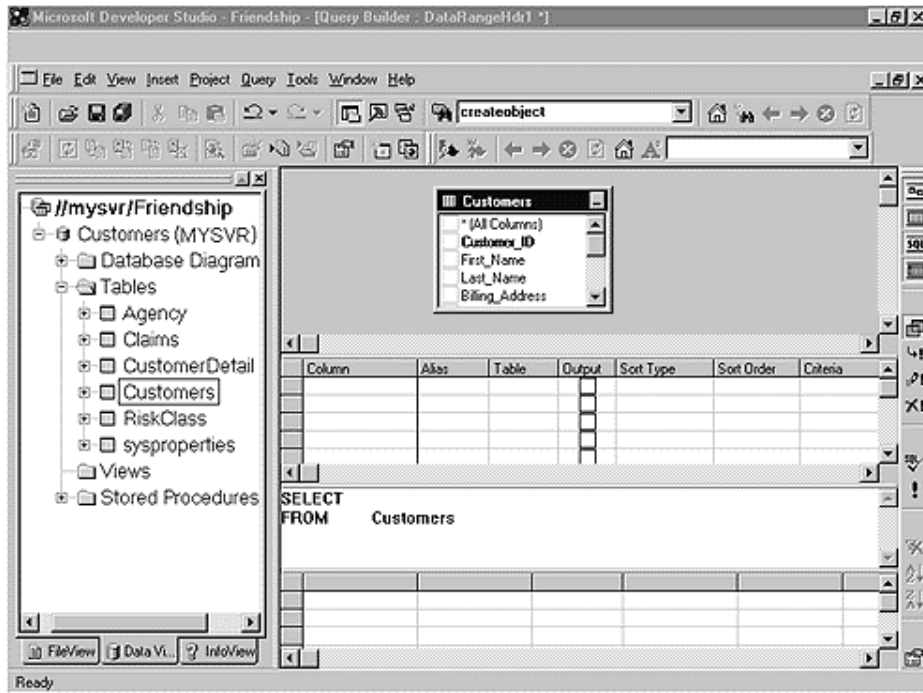 Microsoft Developer Studio - Friendship - [Query Builder : DataRangeHdr1 *]
File Edit View Insert Project Query Tools Window Help
createobject
//mysvr/Friendship
Customers (MYSVR)
Database Diagram
Tables
Agency
Claims
CustomerDetail
Customers
RiskClass
sysproperties
Views
Stored Procedures
FileView Data Vi... InfoView
Customers
* (All Columns)
Customer_ID
First_Name
Last_Name
Billing_Address
Column Alias Table Output Sort Type Sort Order Criteria
SELECT
FROM Customers
Ready